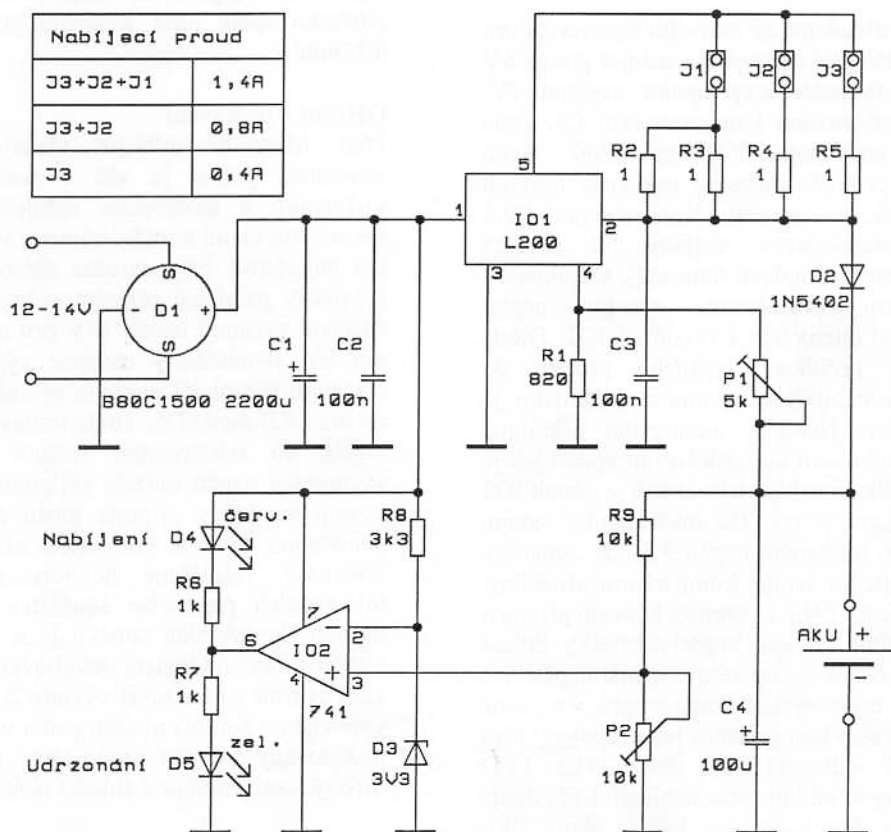 Nabíjecí proud
J3+J2+J1 1,4A
J3+J2 0,8A
J3 0,4A
J1 J2 J3
R2 R3 R4 R5
1 1 1 1
5
1 IO1 2
L200
3 4
12-14V
S
- D1 +
S
B80C1500
C1 +
2200u
C2
100n
R1
820
C3
100n
D2
1N5402
P1
5k
Nabíjení
D4
červ.
R8
3k3
R9
10k
R6
1k
7
6 IO2 - 2
4 + 3
741
R7
1k
AKU +
-
Udržování
D5
zel.
D3
3V3
P2
10k
C4
+
100u